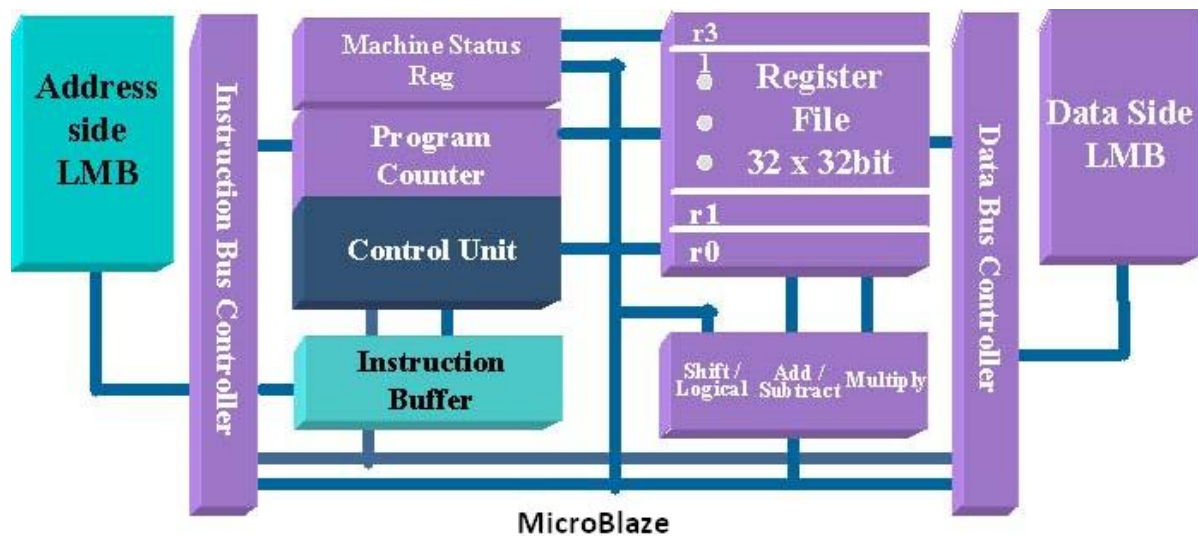 Address
side
LMB
Instruction Bus Controller
Machine Status
Reg
Program
Counter
Control Unit
Instruction
Buffer
r3
1
Register
File
32 x 32bit
r1
r0
Shift /
Logical
Add /
Subtract
Multiply
Data Bus Controller
Data Side
LMB
MicroBlaze